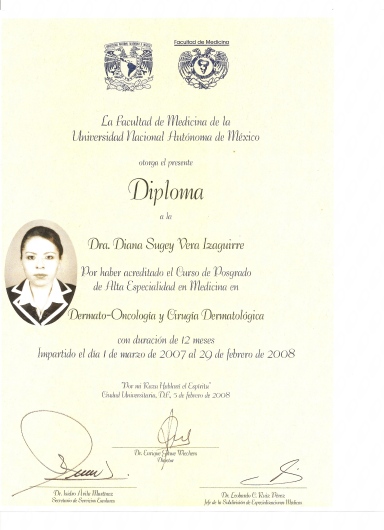 Facultad de Medicina
La Facultad de Medicina de la
Universidad Nacional Autónoma de México
otorga el presente
Diploma
a la
Dra. Diana Sugey Vera Izaguirre
Por haber acreditado el Curso de Posgrado
de Alta Especialidad en Medicina en
Dermato-Oncología y Cirugía Dermatológica
con duración de 12 meses
Impartido el día 1 de marzo de 2007 al 29 de febrero de 2008
"Por mi Raza Hablará el Espíritu"
Ciudad Universitaria, D.F., 5 de febrero de 2008
Dr. Enrique Wiechers
Director
Dr. Isidro Ávila Martínez
Secretario de Servicios Escolares
Dr. Leobardo C. Ruiz Pérez
Jefe de la Subdivisión de Especializaciones Médicas